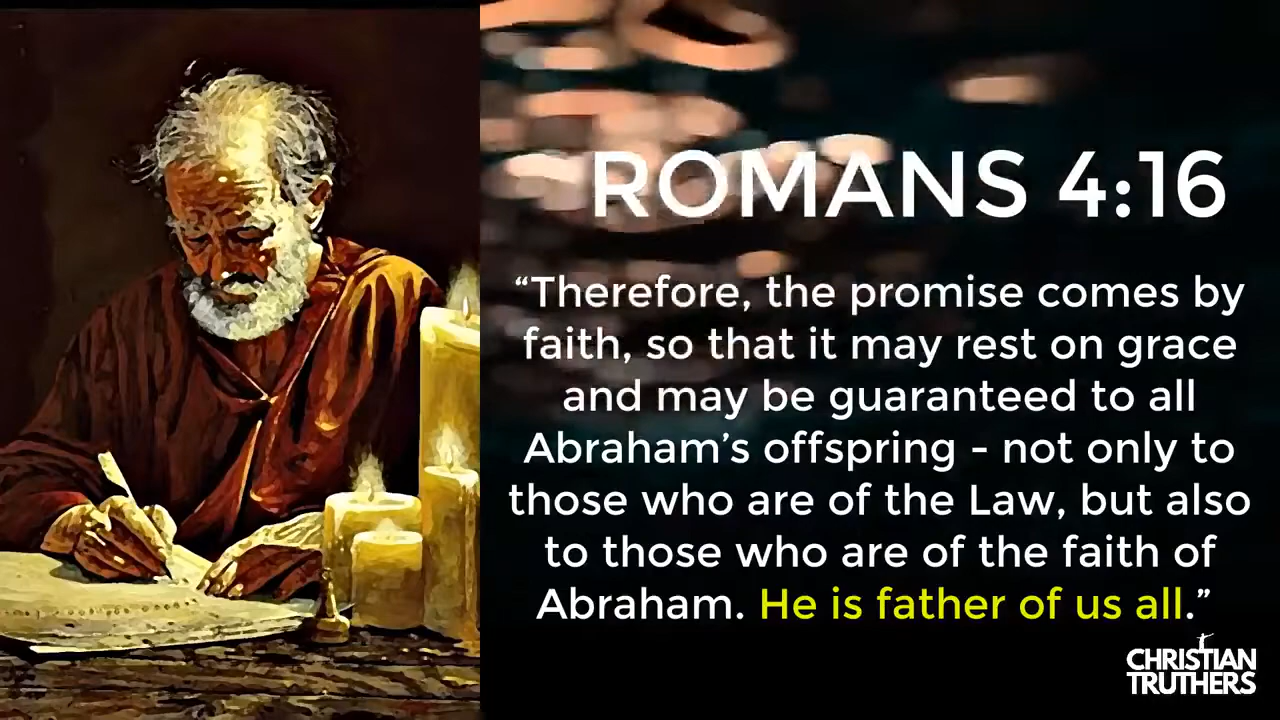 ROMANS 4:16
“Therefore, the promise comes by
faith, so that it may rest on grace
and may be guaranteed to all
Abraham’s offspring - not only to
those who are of the Law, but also
to those who are of the faith of
Abraham. He is father of us all.”
CHRISTIAN
TRUTHERS